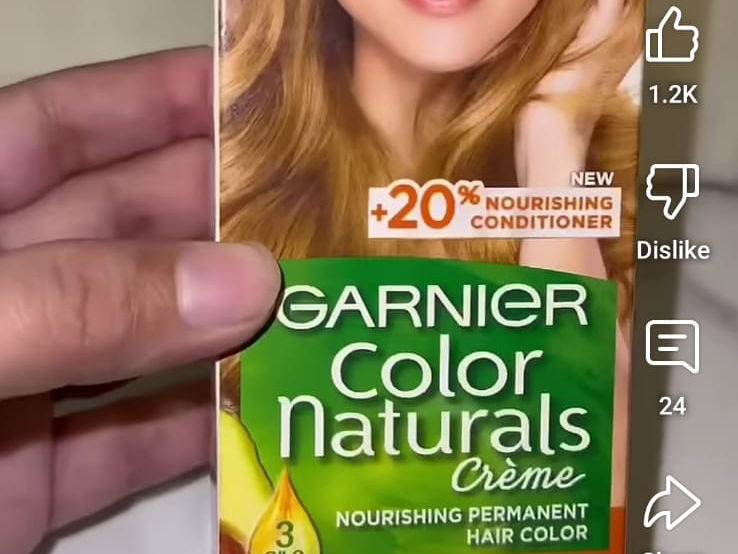 1.2K
NEW
+20% NOURISHING
CONDITIONER
Dislike
GARNIER
Color
Naturals
Crème
24
NOURISHING PERMANENT
HAIR COLOR
3